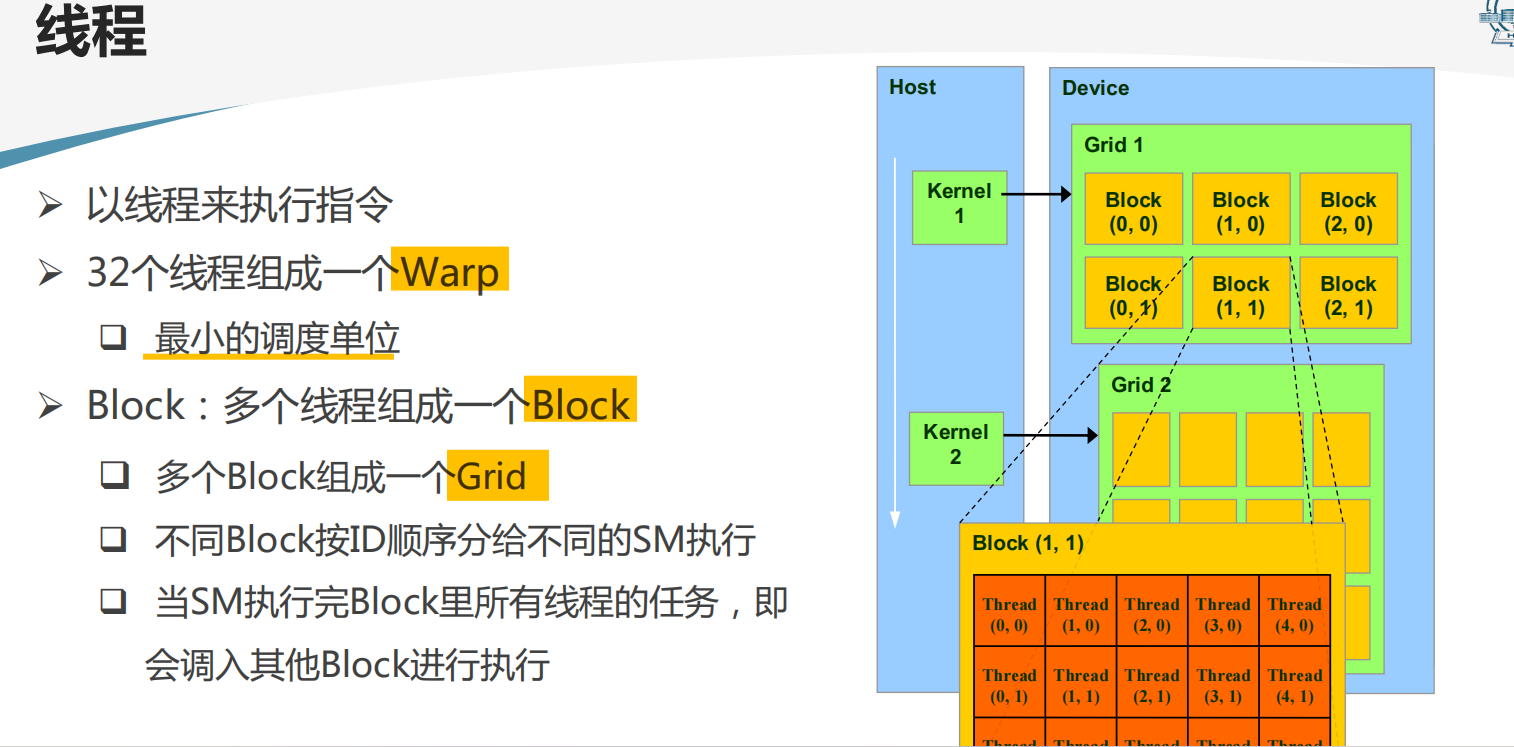 线程
以线程来执行指令
32个线程组成一个Warp
最小的调度单位
Block：多个线程组成一个Block
多个Block组成一个Grid
不同Block按ID顺序分给不同的SM执行
当SM执行完Block里所有线程的任务，即
会调入其他Block进行执行
Host
Device
Grid 1
Kernel
1
Block
(0, 0)
Block
(1, 0)
Block
(2, 0)
Block
(0, 1)
Block
(1, 1)
Block
(2, 1)
Grid 2
Kernel
2
Block (1, 1)
Thread
(0, 0)
Thread
(1, 0)
Thread
(2, 0)
Thread
(3, 0)
Thread
(4, 0)
Thread
(0, 1)
Thread
(1, 1)
Thread
(2, 1)
Thread
(3, 1)
Thread
(4, 1)
Thread
Thread
Thread
Thread
Thread